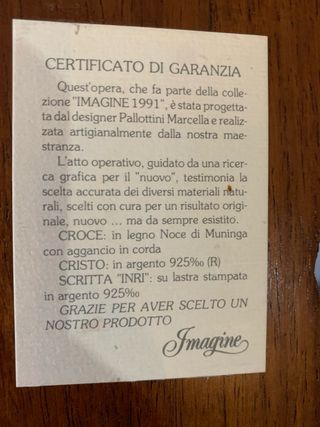 CERTIFICATO DI GARANZIA
Quest'opera, che fa parte della colle-
zione "IMAGINE 1991", è stata progetta-
ta dal designer Pallottini Marcella e realiz-
zata artigianalmente dalla nostra mae-
stranza.
L'atto operativo, guidato da una ricer-
ca grafica per il "nuovo", testimonia la
scelta accurata dei diversi materiali natu-
rali, scelti con cura per un risultato origi-
nale, nuovo ... ma da sempre esistito.
CROCE: in legno Noce di Muninga
con aggancio in corda
CRISTO: in argento 925‰ (R)
SCRITTA "INRI": su lastra stampata
in argento 925‰
GRAZIE PER AVER SCELTO UN
NOSTRO PRODOTTO
Imagine